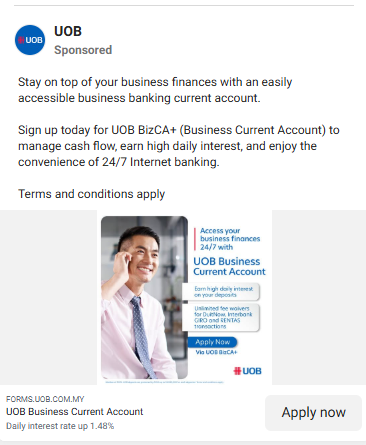 UOB
UOB
Sponsored
Stay on top of your business finances with an easily
accessible business banking current account.
Sign up today for UOB BizCA+ (Business Current Account) to
manage cash flow, earn high daily interest, and enjoy the
convenience of 24/7 Internet banking.
Terms and conditions apply
Access your
business finances
24/7 with
UOB Business
Current Account
Earn high daily interest
on your deposits
Unlimited fee waivers
for DuitNow, Interbank
GIRO and RENTAS
transactions
Apply Now
Via UOB BizCA+
UOB
FORMS.UOB.COM.MY
UOB Business Current Account
Daily interest rate up 1.48%
Apply now